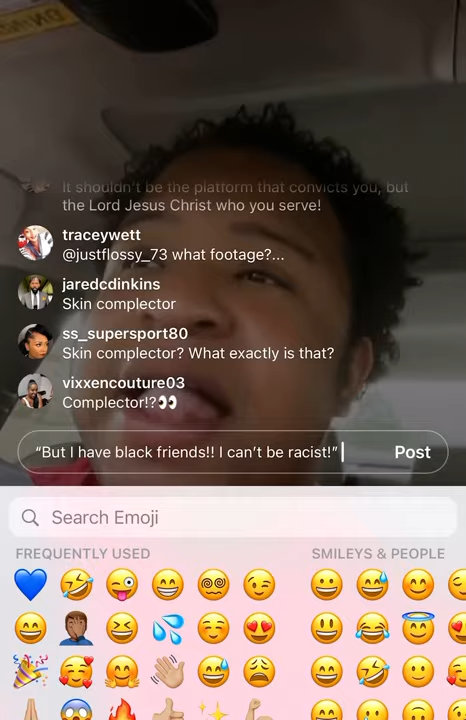 It shouldn't be the platform that convicts you, but
the Lord Jesus Christ who you serve!
traceywett
@justflossy_73 what footage?...
jaredcdinkins
Skin complector
ss_supersport80
Skin complector? What exactly is that?
vixxencouture03
Complector!?👀
“But I have black friends!! I can't be racist!” Post
Search Emoji
FREQUENTLY USED SMILEYS & PEOPLE